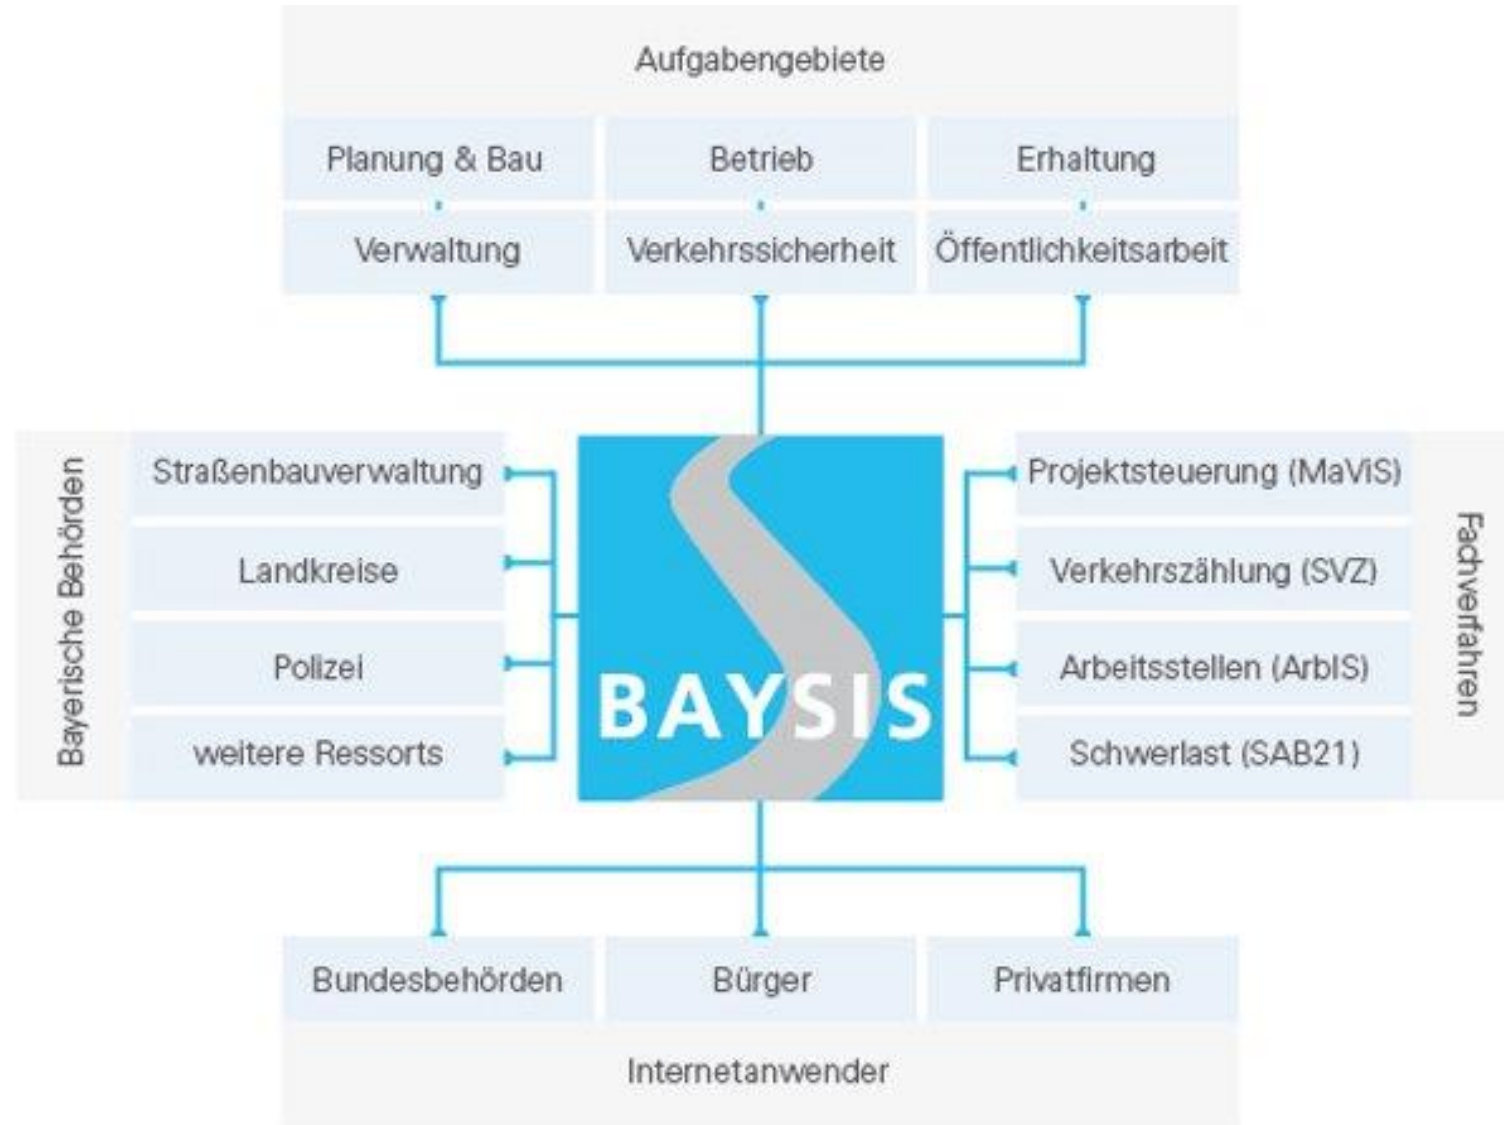 Aufgabengebiete
Planung & Bau
Betrieb
Erhaltung
Verwaltung
Verkehrssicherheit
Öffentlichkeitsarbeit
Bayerische Behörden
Straßenbauverwaltung
Landkreise
Polizei
weitere Ressorts
BAYSIS
Projektsteuerung (MaViS)
Verkehrszählung (SVZ)
Arbeitsstellen (ArbIS)
Schwerlast (SAB21)
Fachverfahren
Bundesbehörden
Bürger
Privatfirmen
Internetanwender